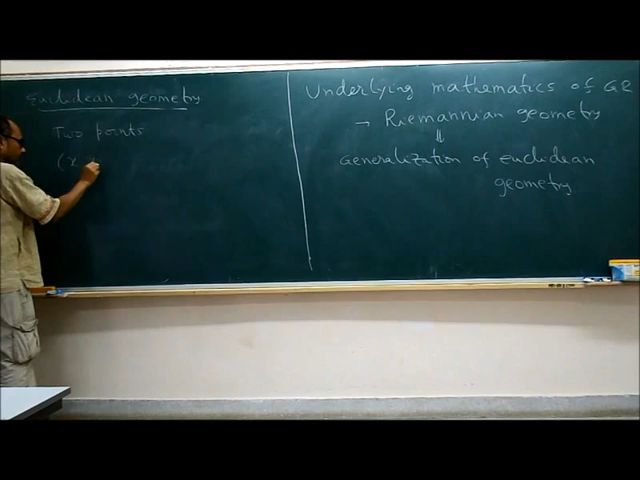 Euclidean geometry
Two points
(x
Underlying mathematics of GR
→ Riemannian geometry
⇓
Generalization of euclidean
geometry